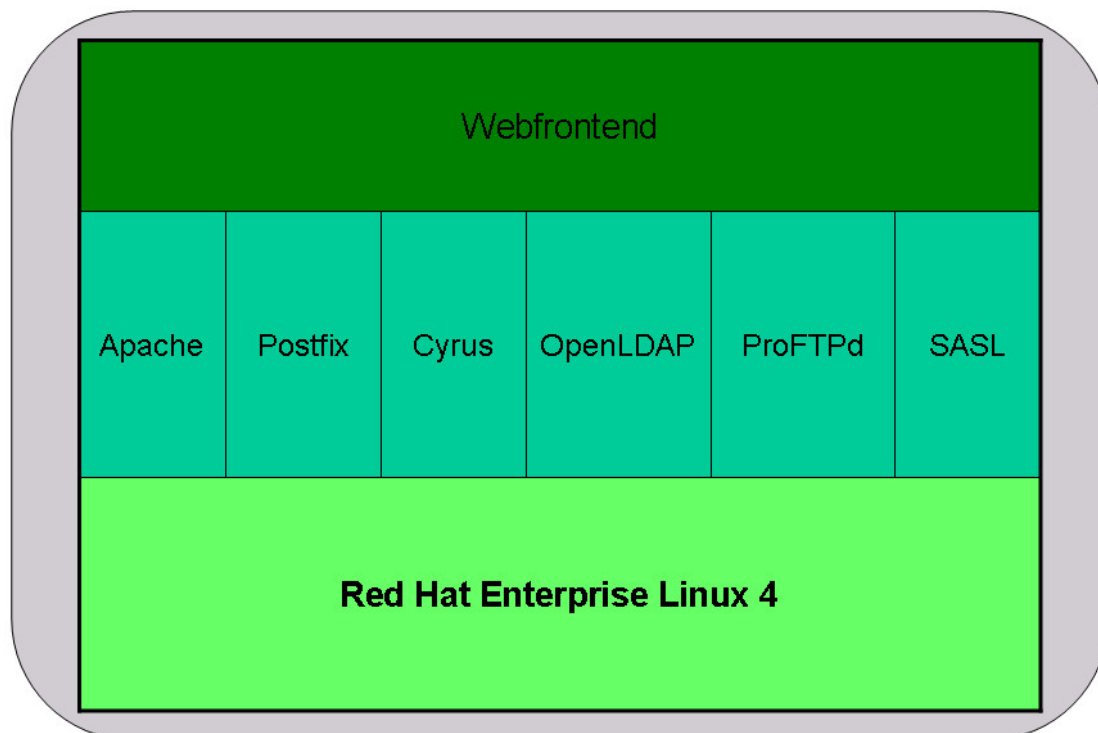 Webfrontend
Apache Postfix Cyrus OpenLDAP ProFTPd SASL
Red Hat Enterprise Linux 4